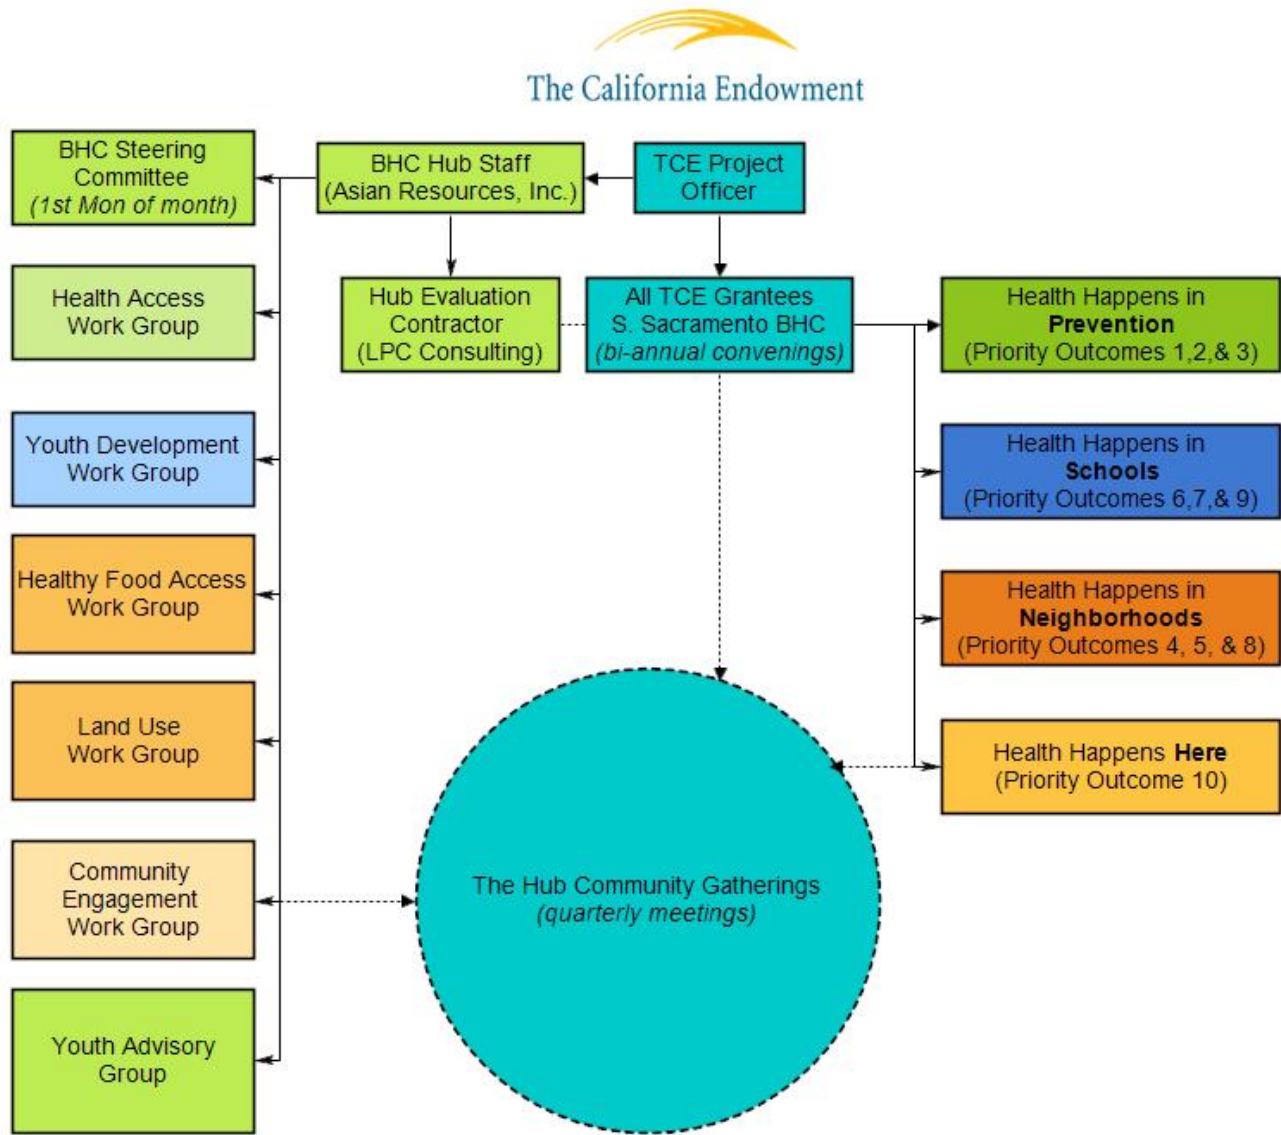 The California Endowment
BHC Steering
Committee
(1st Mon of month)
BHC Hub Staff
(Asian Resources, Inc.)
TCE Project
Officer
Health Access
Work Group
Hub Evaluation
Contractor
(LPC Consulting)
All TCE Grantees
S. Sacramento BHC
(bi-annual convenings)
Health Happens in
Prevention
(Priority Outcomes 1,2,& 3)
Youth Development
Work Group
Health Happens in
Schools
(Priority Outcomes 6,7,& 9)
Healthy Food Access
Work Group
Health Happens in
Neighborhoods
(Priority Outcomes 4, 5, & 8)
Land Use
Work Group
Health Happens Here
(Priority Outcome 10)
Community
Engagement
Work Group
The Hub Community Gatherings
(quarterly meetings)
Youth Advisory
Group